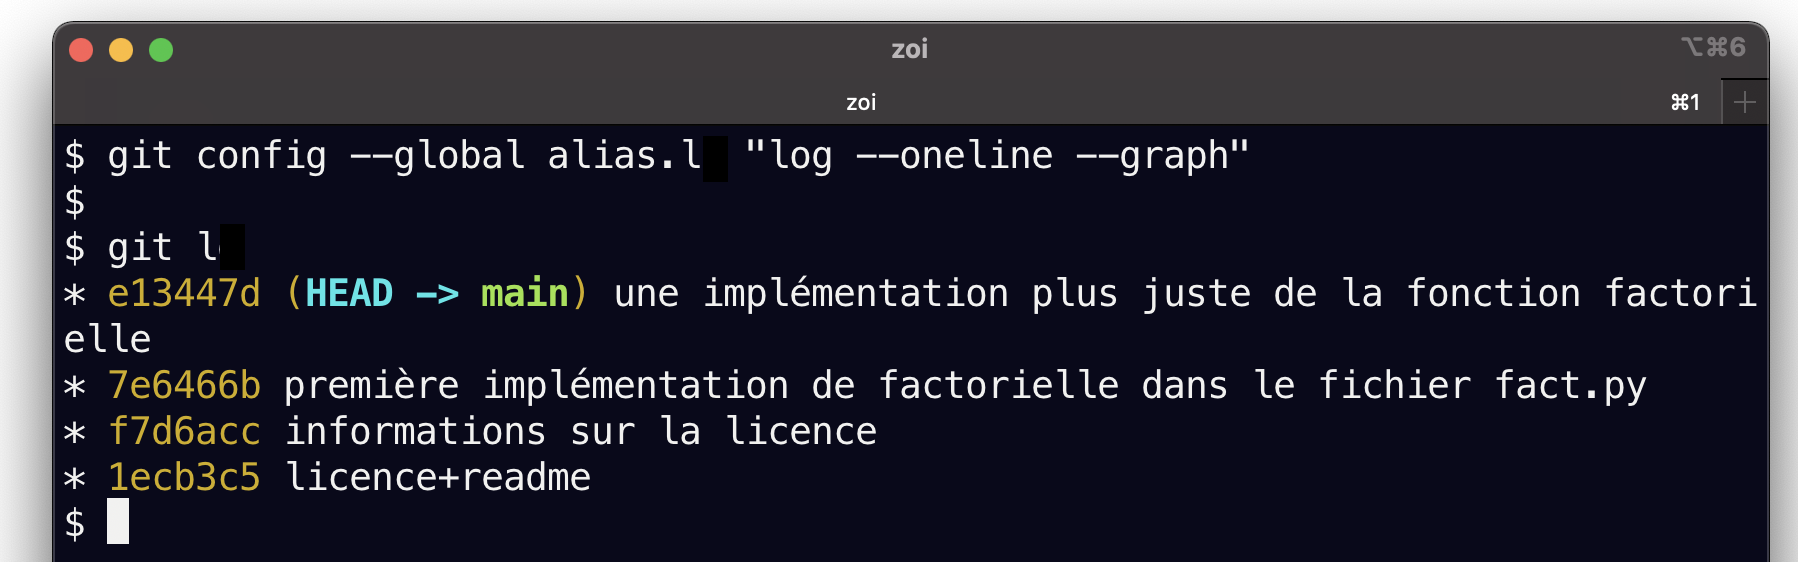 zoi
⌥⌘6
zoi
⌘1
$ git config --global alias.l "log --oneline --graph"
$
$ git l
* e13447d (HEAD -> main) une implémentation plus juste de la fonction factori
elle
* 7e6466b première implémentation de factorielle dans le fichier fact.py
* f7d6acc informations sur la licence
* 1ecb3c5 licence+readme
$